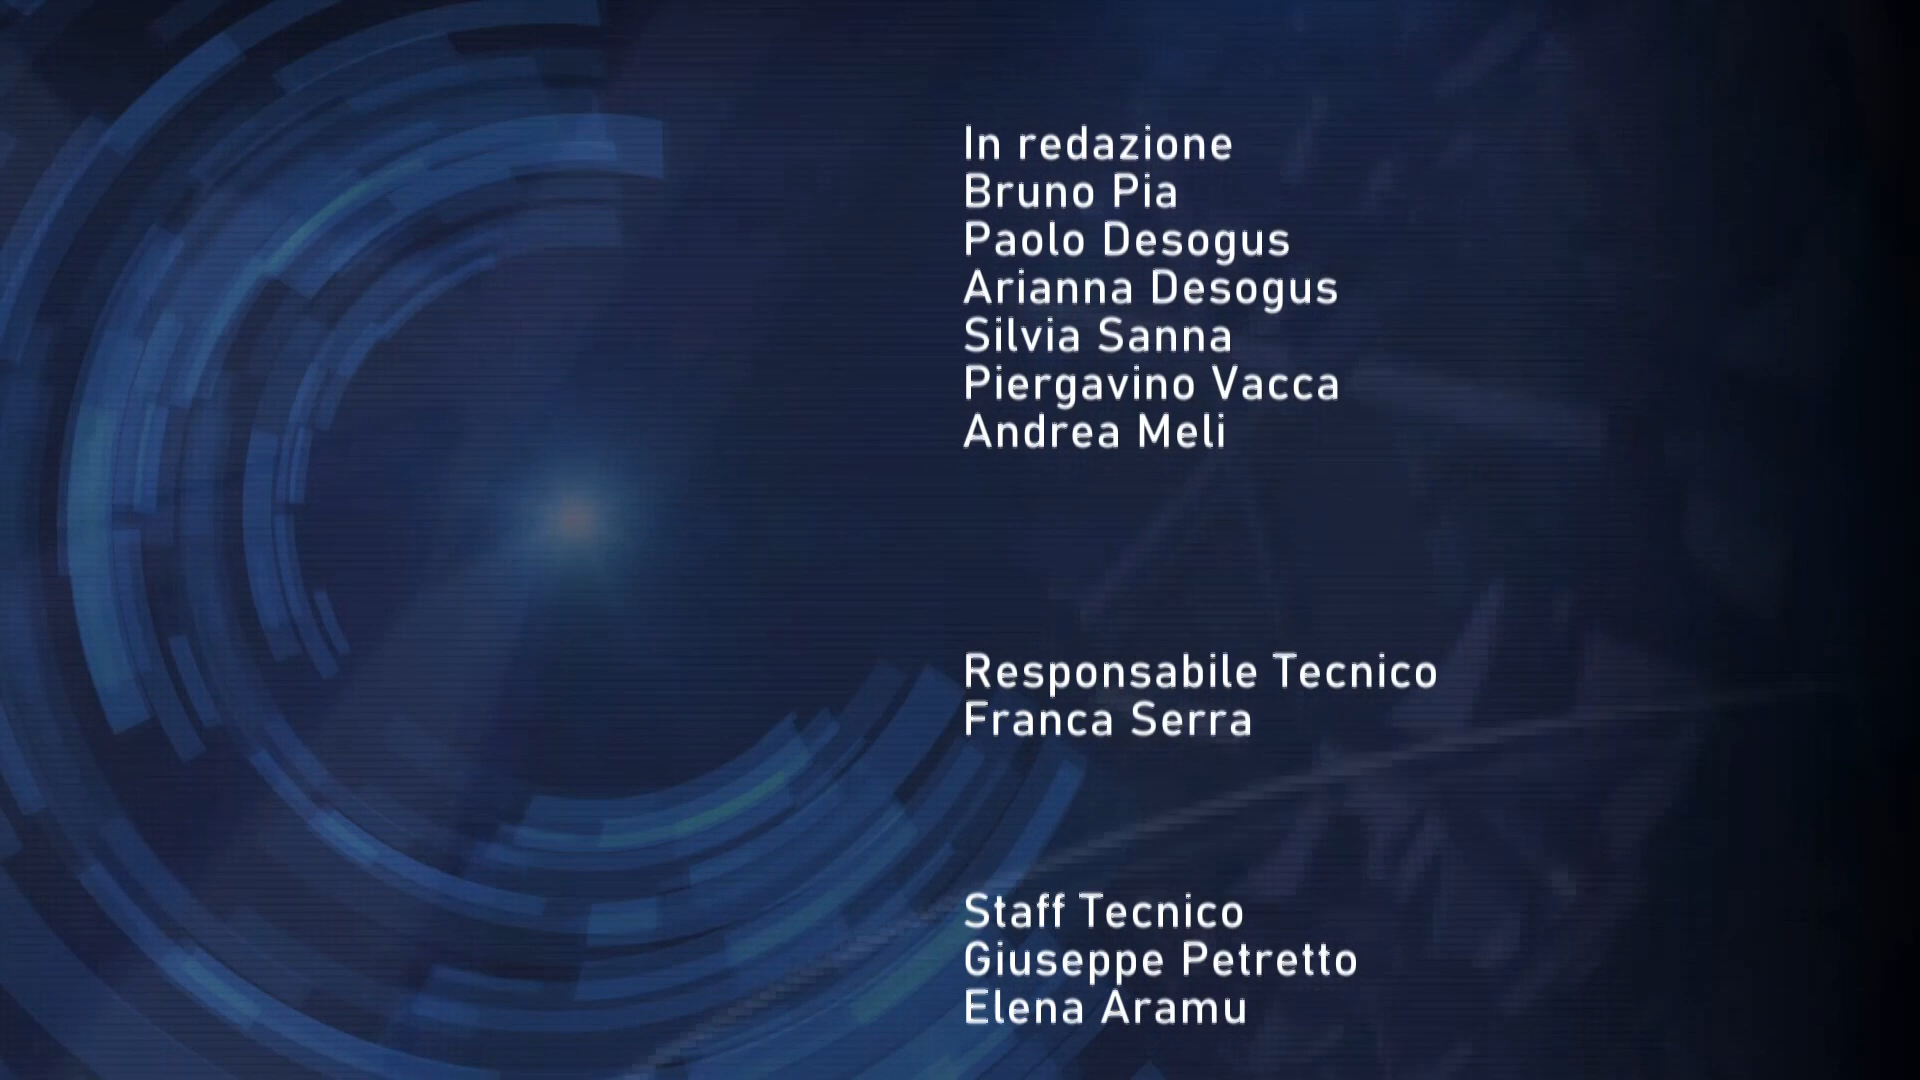 In redazione
Bruno Pia
Paolo Desogus
Arianna Desogus
Silvia Sanna
Piergavino Vacca
Andrea Meli
Responsabile Tecnico
Franca Serra
Staff Tecnico
Giuseppe Petretto
Elena Aramu